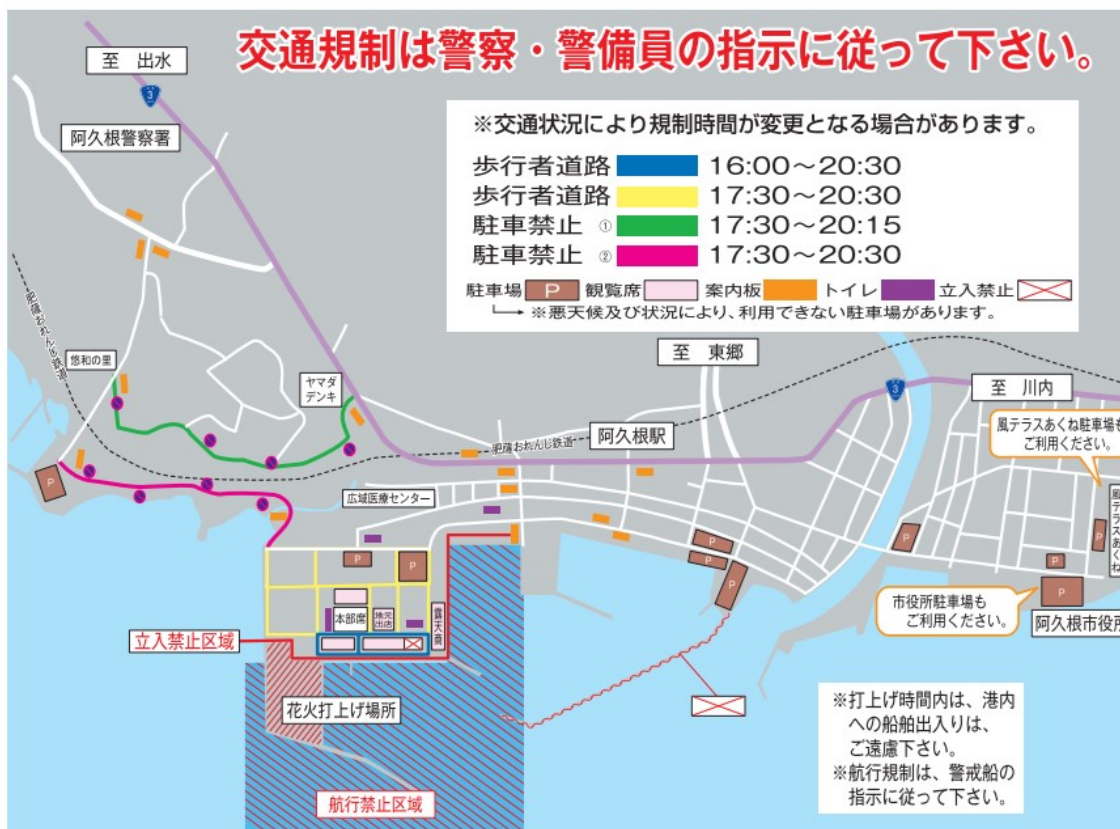 交通規制は警察・警備員の指示に従って下さい。
至 出水
3
阿久根警察署
※交通状況により規制時間が変更となる場合があります。
歩行者道路 16:00～20:30
歩行者道路 17:30～20:30
駐車禁止 ① 17:30～20:15
駐車禁止 ② 17:30～20:30
駐車場 P 観覧席 案内板 トイレ 立入禁止
※悪天候及び状況により、利用できない駐車場があります。
肥薩おれんじ鉄道
悠和の里
ヤマダ
デンキ
至 東郷
3
至 川内
阿久根駅
肥薩おれんじ鉄道
風テラスあくね駐車場も
ご利用ください。
風テラスあくね
広域医療センター
P
P
P
P
P
P
P
P
P
P
本部席
地元
出店
露天商
市役所駐車場も
ご利用ください。
阿久根市役所
立入禁止区域
花火打上げ場所
航行禁止区域
※打上げ時間内は、港内
への船舶出入りは、
ご遠慮下さい。
※航行規制は、警戒船の
指示に従って下さい。